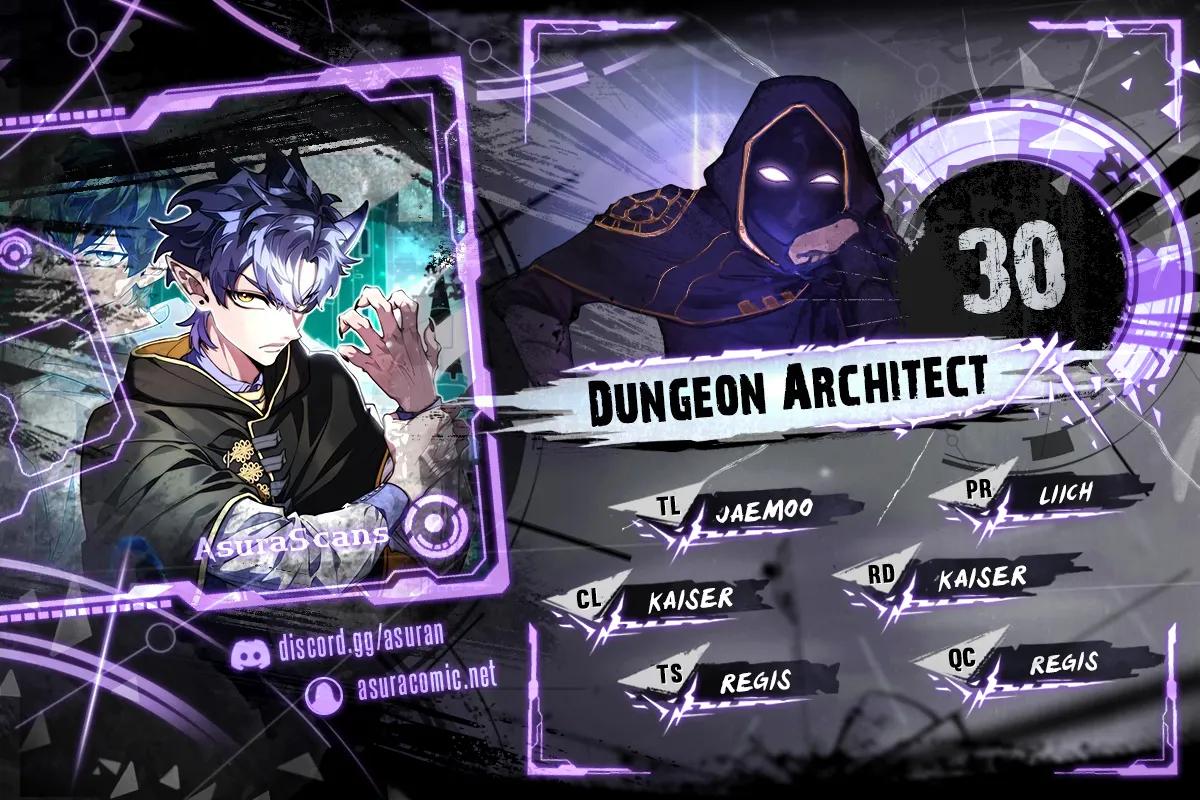 30
DUNGEON ARCHITECT
TL JAEMOO
PR LIICH
CL KAISER
RD KAISER
TS REGIS
QC REGIS
AsuraScans
discord.gg/asuran
asuracomic.net